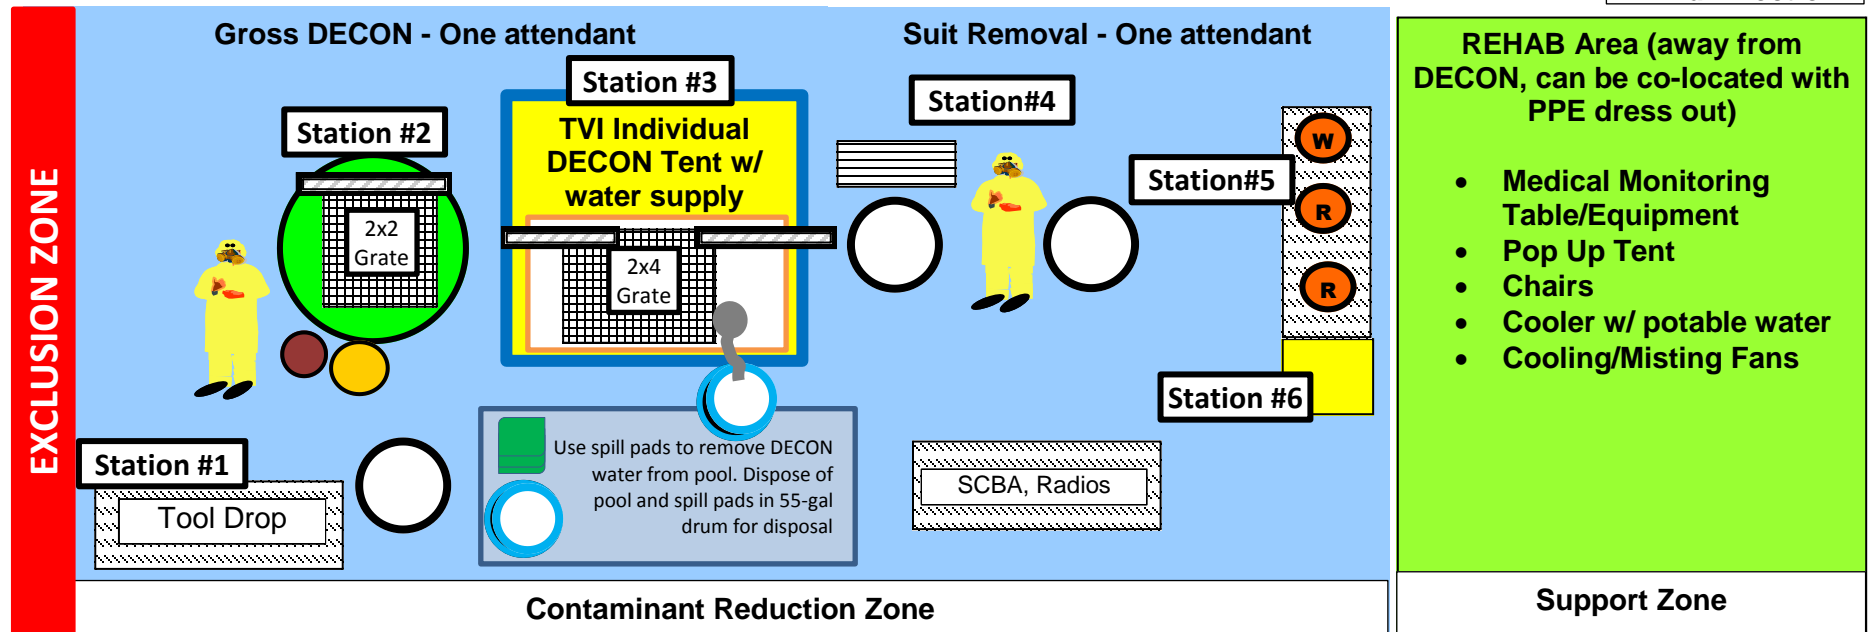 Gross DECON - One attendant
Suit Removal - One attendant
EXCLUSION ZONE
Station #1
Tool Drop
Station #2
2x2
Grate
Station #3
TVI Individual
DECON Tent w/
water supply
2x4
Grate
Use spill pads to remove DECON
water from pool. Dispose of
pool and spill pads in 55-gal
drum for disposal
Station#4
SCBA, Radios
Station#5
W
R
R
Station #6
Contaminant Reduction Zone
REHAB Area (away from
DECON, can be co-located with
PPE dress out)
• Medical Monitoring
Table/Equipment
• Pop Up Tent
• Chairs
• Cooler w/ potable water
• Cooling/Misting Fans
Support Zone